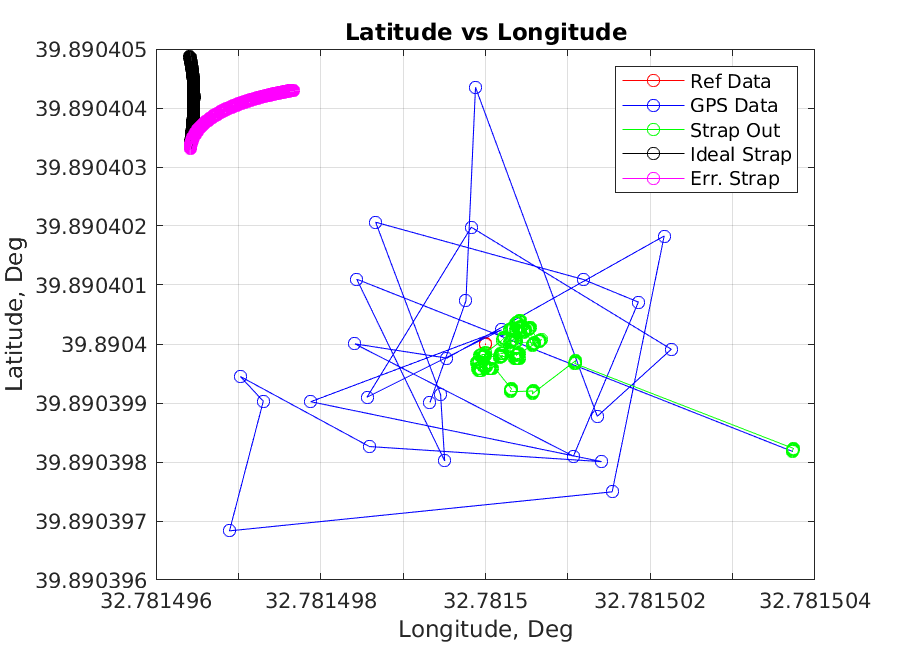 Latitude vs Longitude
39.890405
39.890404
39.890403
39.890402
39.890401
39.8904
39.890399
39.890398
39.890397
39.890396
Latitude, Deg
Ref Data
GPS Data
Strap Out
Ideal Strap
Err. Strap
32.781496 32.781498 32.7815 32.781502 32.781504
Longitude, Deg